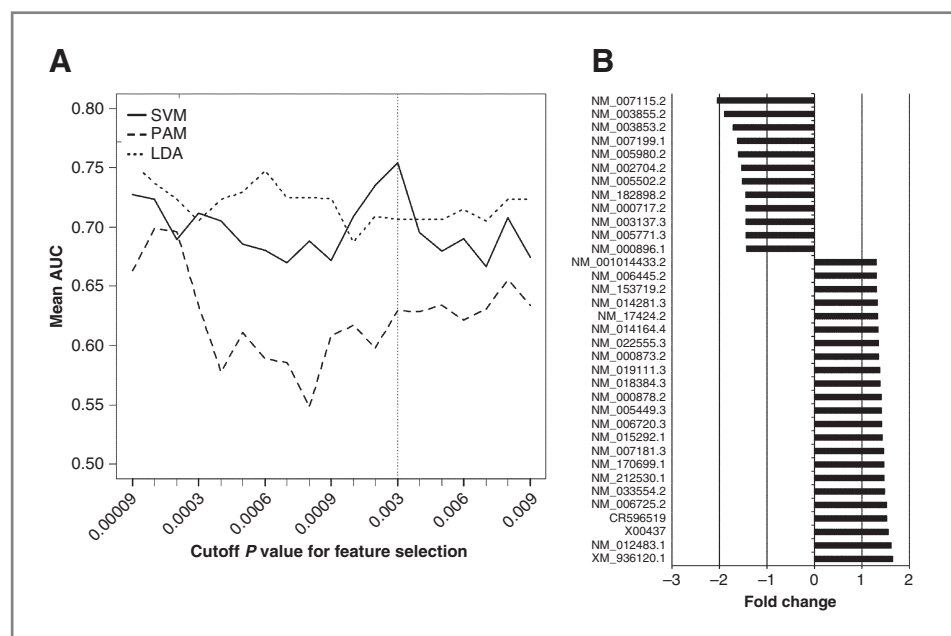 A
0.80
0.75
0.70
0.65
0.60
0.55
0.50
Mean AUC
SVM
PAM
LDA
0.00009
0.0003
0.0006
0.0009
0.003
0.006
0.009
Cutoff P value for feature selection
B
NM_007115.2
NM_003855.2
NM_003853.2
NM_007199.1
NM_005980.2
NM_002704.2
NM_005502.2
NM_182898.2
NM_000717.2
NM_003137.3
NM_005771.3
NM_000896.1
NM_001014433.2
NM_006445.2
NM_153719.2
NM_014281.3
NM_17424.2
NM_014164.4
NM_022555.3
NM_000873.2
NM_019111.3
NM_018384.3
NM_000878.2
NM_005449.3
NM_006720.3
NM_015292.1
NM_007181.3
NM_170699.1
NM_212530.1
NM_033554.2
NM_006725.2
CR596519
X00437
NM_012483.1
XM_936120.1
−3 −2 −1 0 1 2
Fold change